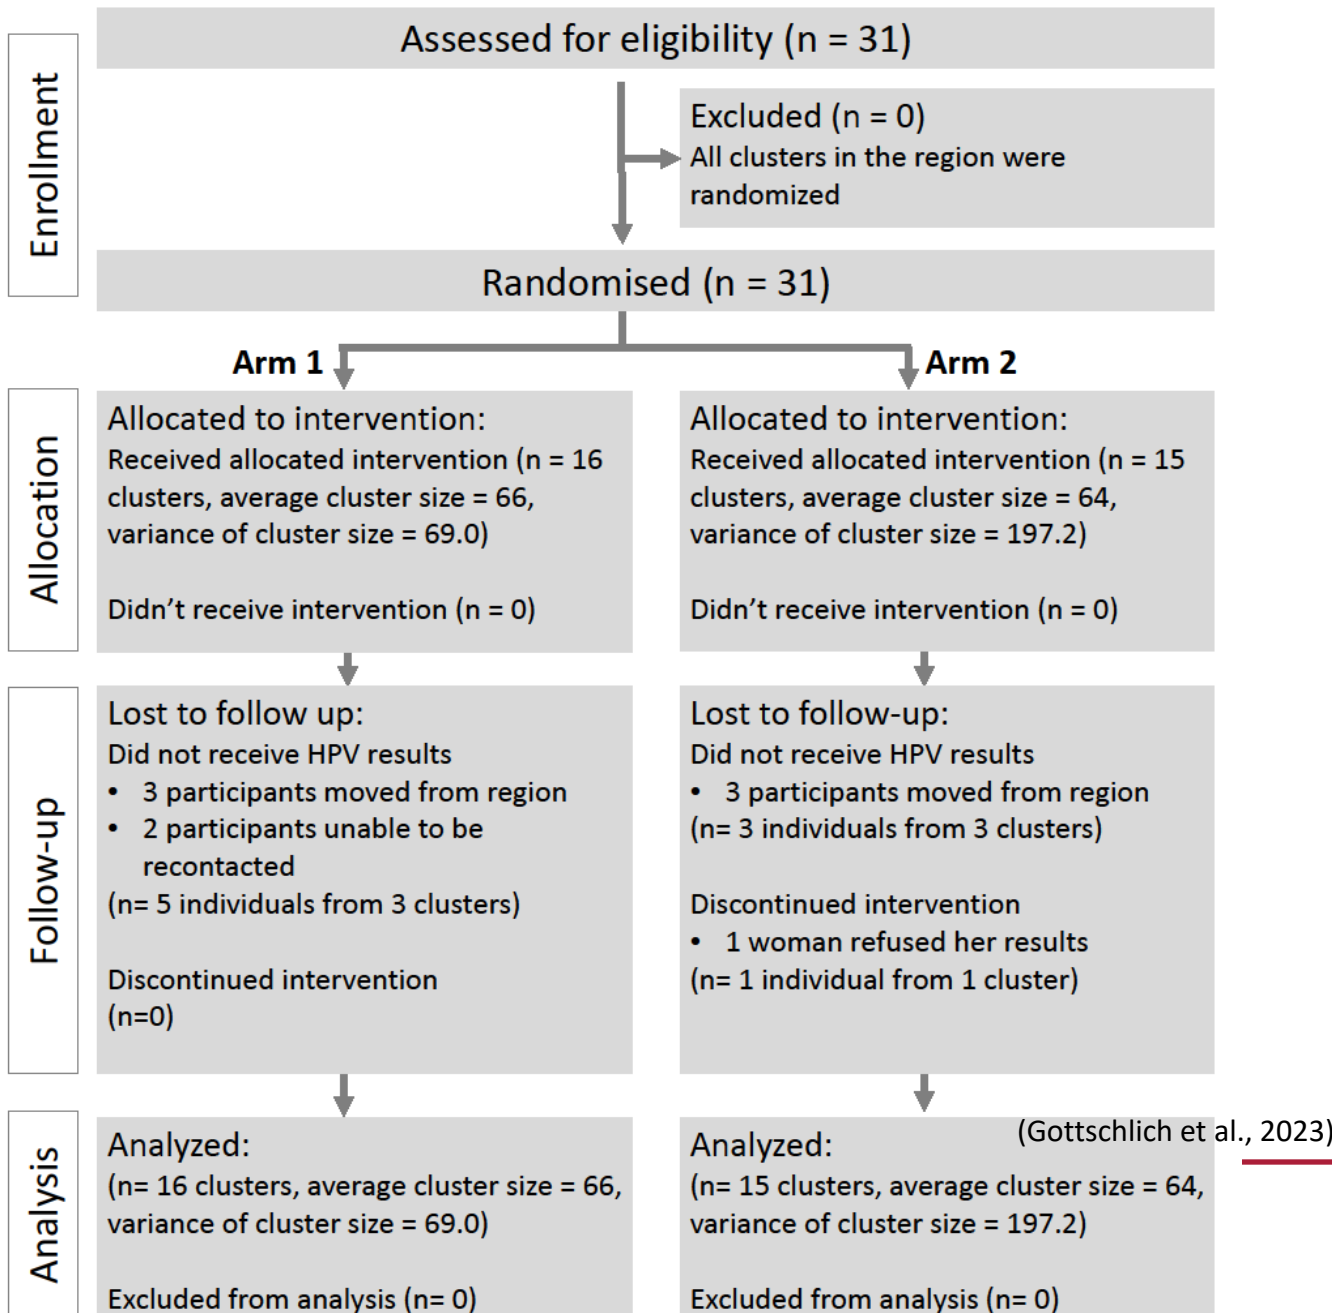 Enrollment
Assessed for eligibility (n = 31)
Excluded (n = 0)
All clusters in the region were
randomized
Randomised (n = 31)
Arm 1
Arm 2
Allocation
Allocated to intervention:
Received allocated intervention (n = 16
clusters, average cluster size = 66,
variance of cluster size = 69.0)
Didn’t receive intervention (n = 0)
Allocated to intervention:
Received allocated intervention (n = 15
clusters, average cluster size = 64,
variance of cluster size = 197.2)
Didn’t receive intervention (n = 0)
Follow-up
Lost to follow up:
Did not receive HPV results
• 3 participants moved from region
• 2 participants unable to be
recontacted
(n= 5 individuals from 3 clusters)
Discontinued intervention
(n=0)
Lost to follow-up:
Did not receive HPV results
• 3 participants moved from region
(n= 3 individuals from 3 clusters)
Discontinued intervention
• 1 woman refused her results
(n= 1 individual from 1 cluster)
Analysis
Analyzed:
(n= 16 clusters, average cluster size = 66,
variance of cluster size = 69.0)
Excluded from analysis (n= 0)
(Gottschlich et al., 2023)
Analyzed:
(n= 15 clusters, average cluster size = 64,
variance of cluster size = 197.2)
Excluded from analysis (n= 0)